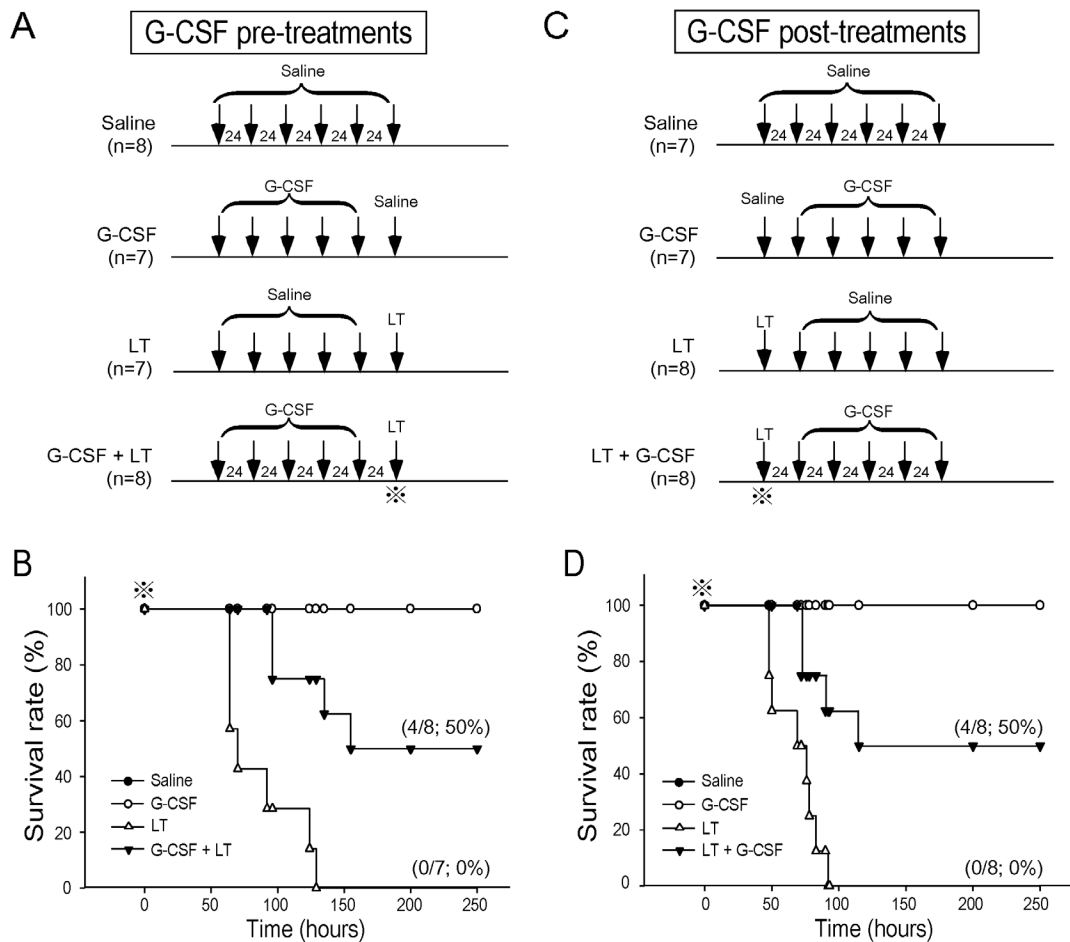 A
G-CSF pre-treatments
Saline
Saline
(n=8)
24 24 24 24 24
G-CSF
Saline
G-CSF
(n=7)
Saline
LT
LT
(n=7)
G-CSF
LT
G-CSF + LT
(n=8)
24 24 24 24 24
※
C
G-CSF post-treatments
Saline
Saline
(n=7)
24 24 24 24 24
Saline
G-CSF
G-CSF
(n=7)
LT
Saline
LT
(n=8)
LT
G-CSF
LT + G-CSF
(n=8)
24 24 24 24 24
※
B
※
Survival rate (%)
100
80
60
40
20
0
(4/8; 50%)
Saline
G-CSF
LT
G-CSF + LT
(0/7; 0%)
0 50 100 150 200 250
Time (hours)
D
※
Survival rate (%)
100
80
60
40
20
0
(4/8; 50%)
Saline
G-CSF
LT
LT + G-CSF
(0/8; 0%)
0 50 100 150 200 250
Time (hours)